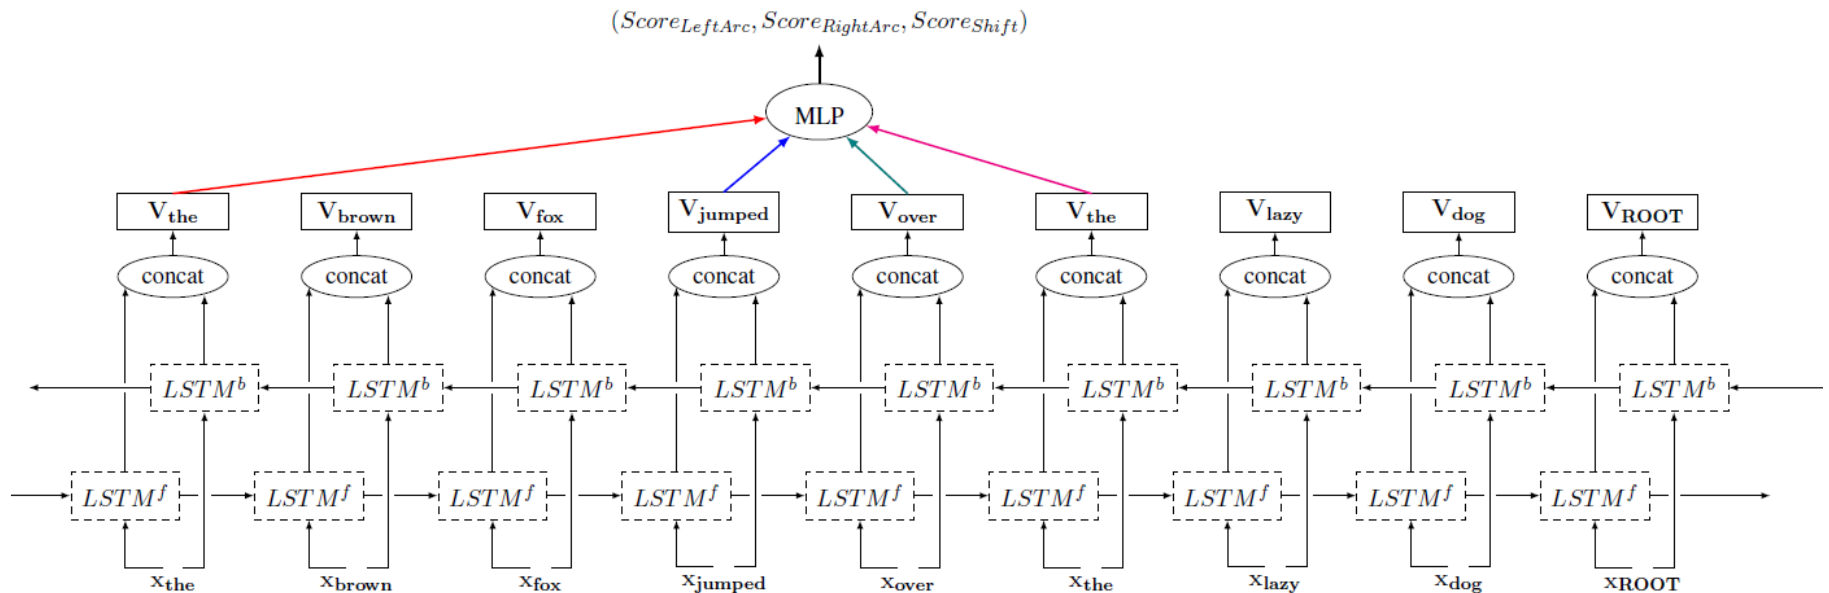 (Score_LeftArc, Score_RightArc, Score_Shift)
MLP
V_the V_brown V_fox V_jumped V_over V_the V_lazy V_dog V_ROOT
concat concat concat concat concat concat concat concat concat
LSTM^b LSTM^b LSTM^b LSTM^b LSTM^b LSTM^b LSTM^b LSTM^b LSTM^b
LSTM^f LSTM^f LSTM^f LSTM^f LSTM^f LSTM^f LSTM^f LSTM^f LSTM^f
x_the x_brown x_fox x_jumped x_over x_the x_lazy x_dog x_ROOT